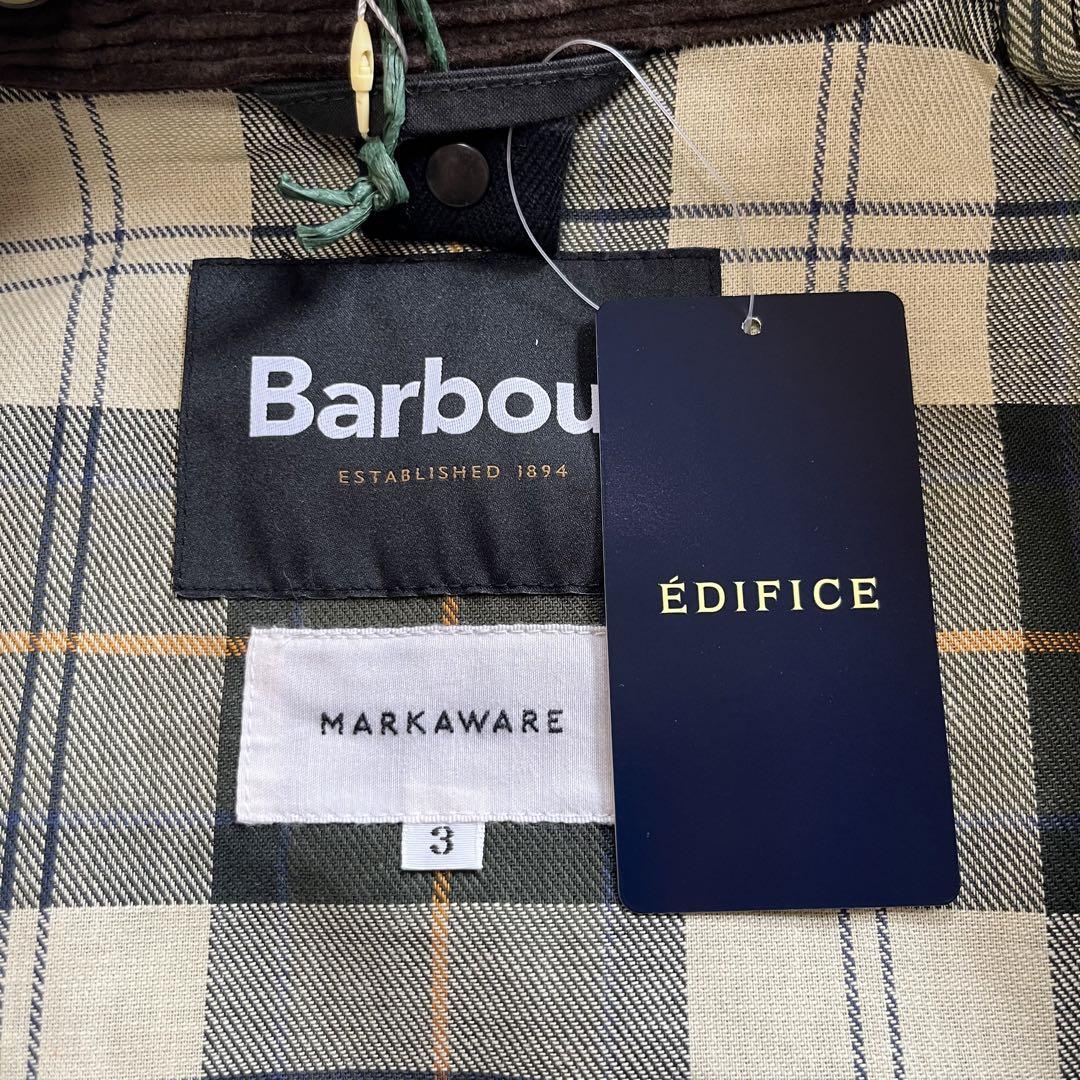 Barbou
ESTABLISHED 1894
ÉDIFICE
MARKAWARE
3